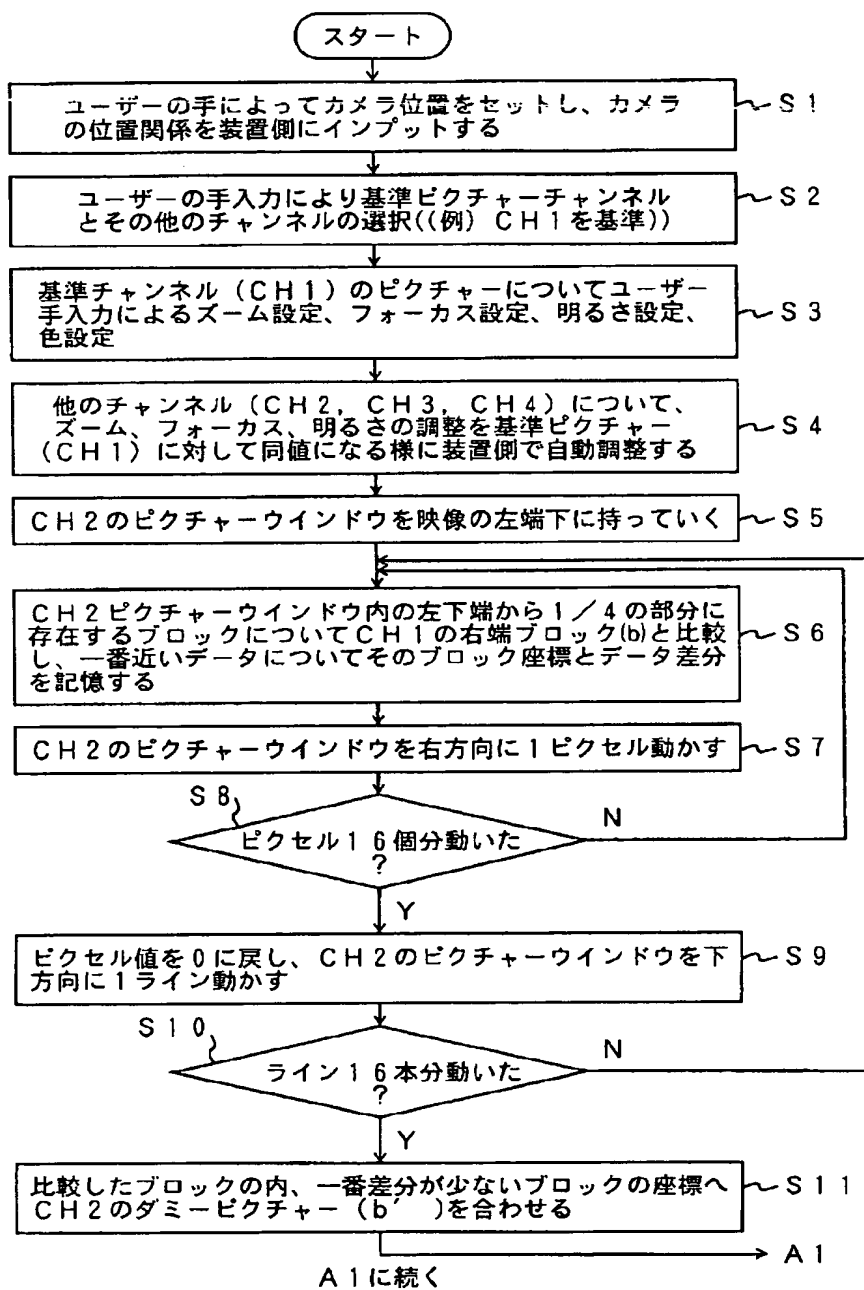 スタート
ユーザーの手によってカメラ位置をセットし、カメラ
の位置関係を装置側にインプットする
S1
ユーザーの手入力により基準ピクチャーチャンネル
とその他のチャンネルの選択((例) CH1を基準))
S2
基準チャンネル (CH1) のピクチャーについてユーザー
手入力によるズーム設定、フォーカス設定、明るさ設定、
色設定
S3
他のチャンネル (CH2, CH3, CH4) について、
ズーム、フォーカス、明るさの調整を基準ピクチャー
(CH1) に対して同値になる様に装置側で自動調整する
S4
CH2のピクチャーウインドウを映像の左端下に持っていく
S5
CH2ピクチャーウインドウ内の左下端から1/4の部分に
存在するブロックについてCH1の右端ブロック(b)と比較
し、一番近いデータについてそのブロック座標とデータ差分
を記憶する
S6
CH2のピクチャーウインドウを右方向に1ピクセル動かす
S7
S8
ピクセル16個分動いた
?
N
Y
ピクセル値を0に戻し、CH2のピクチャーウインドウを下
方向に1ライン動かす
S9
S10
ライン16本分動いた
?
N
Y
比較したブロックの内、一番差分が少ないブロックの座標へ
CH2のダミーピクチャー (b′ )を合わせる
S11
A1
A1に続く